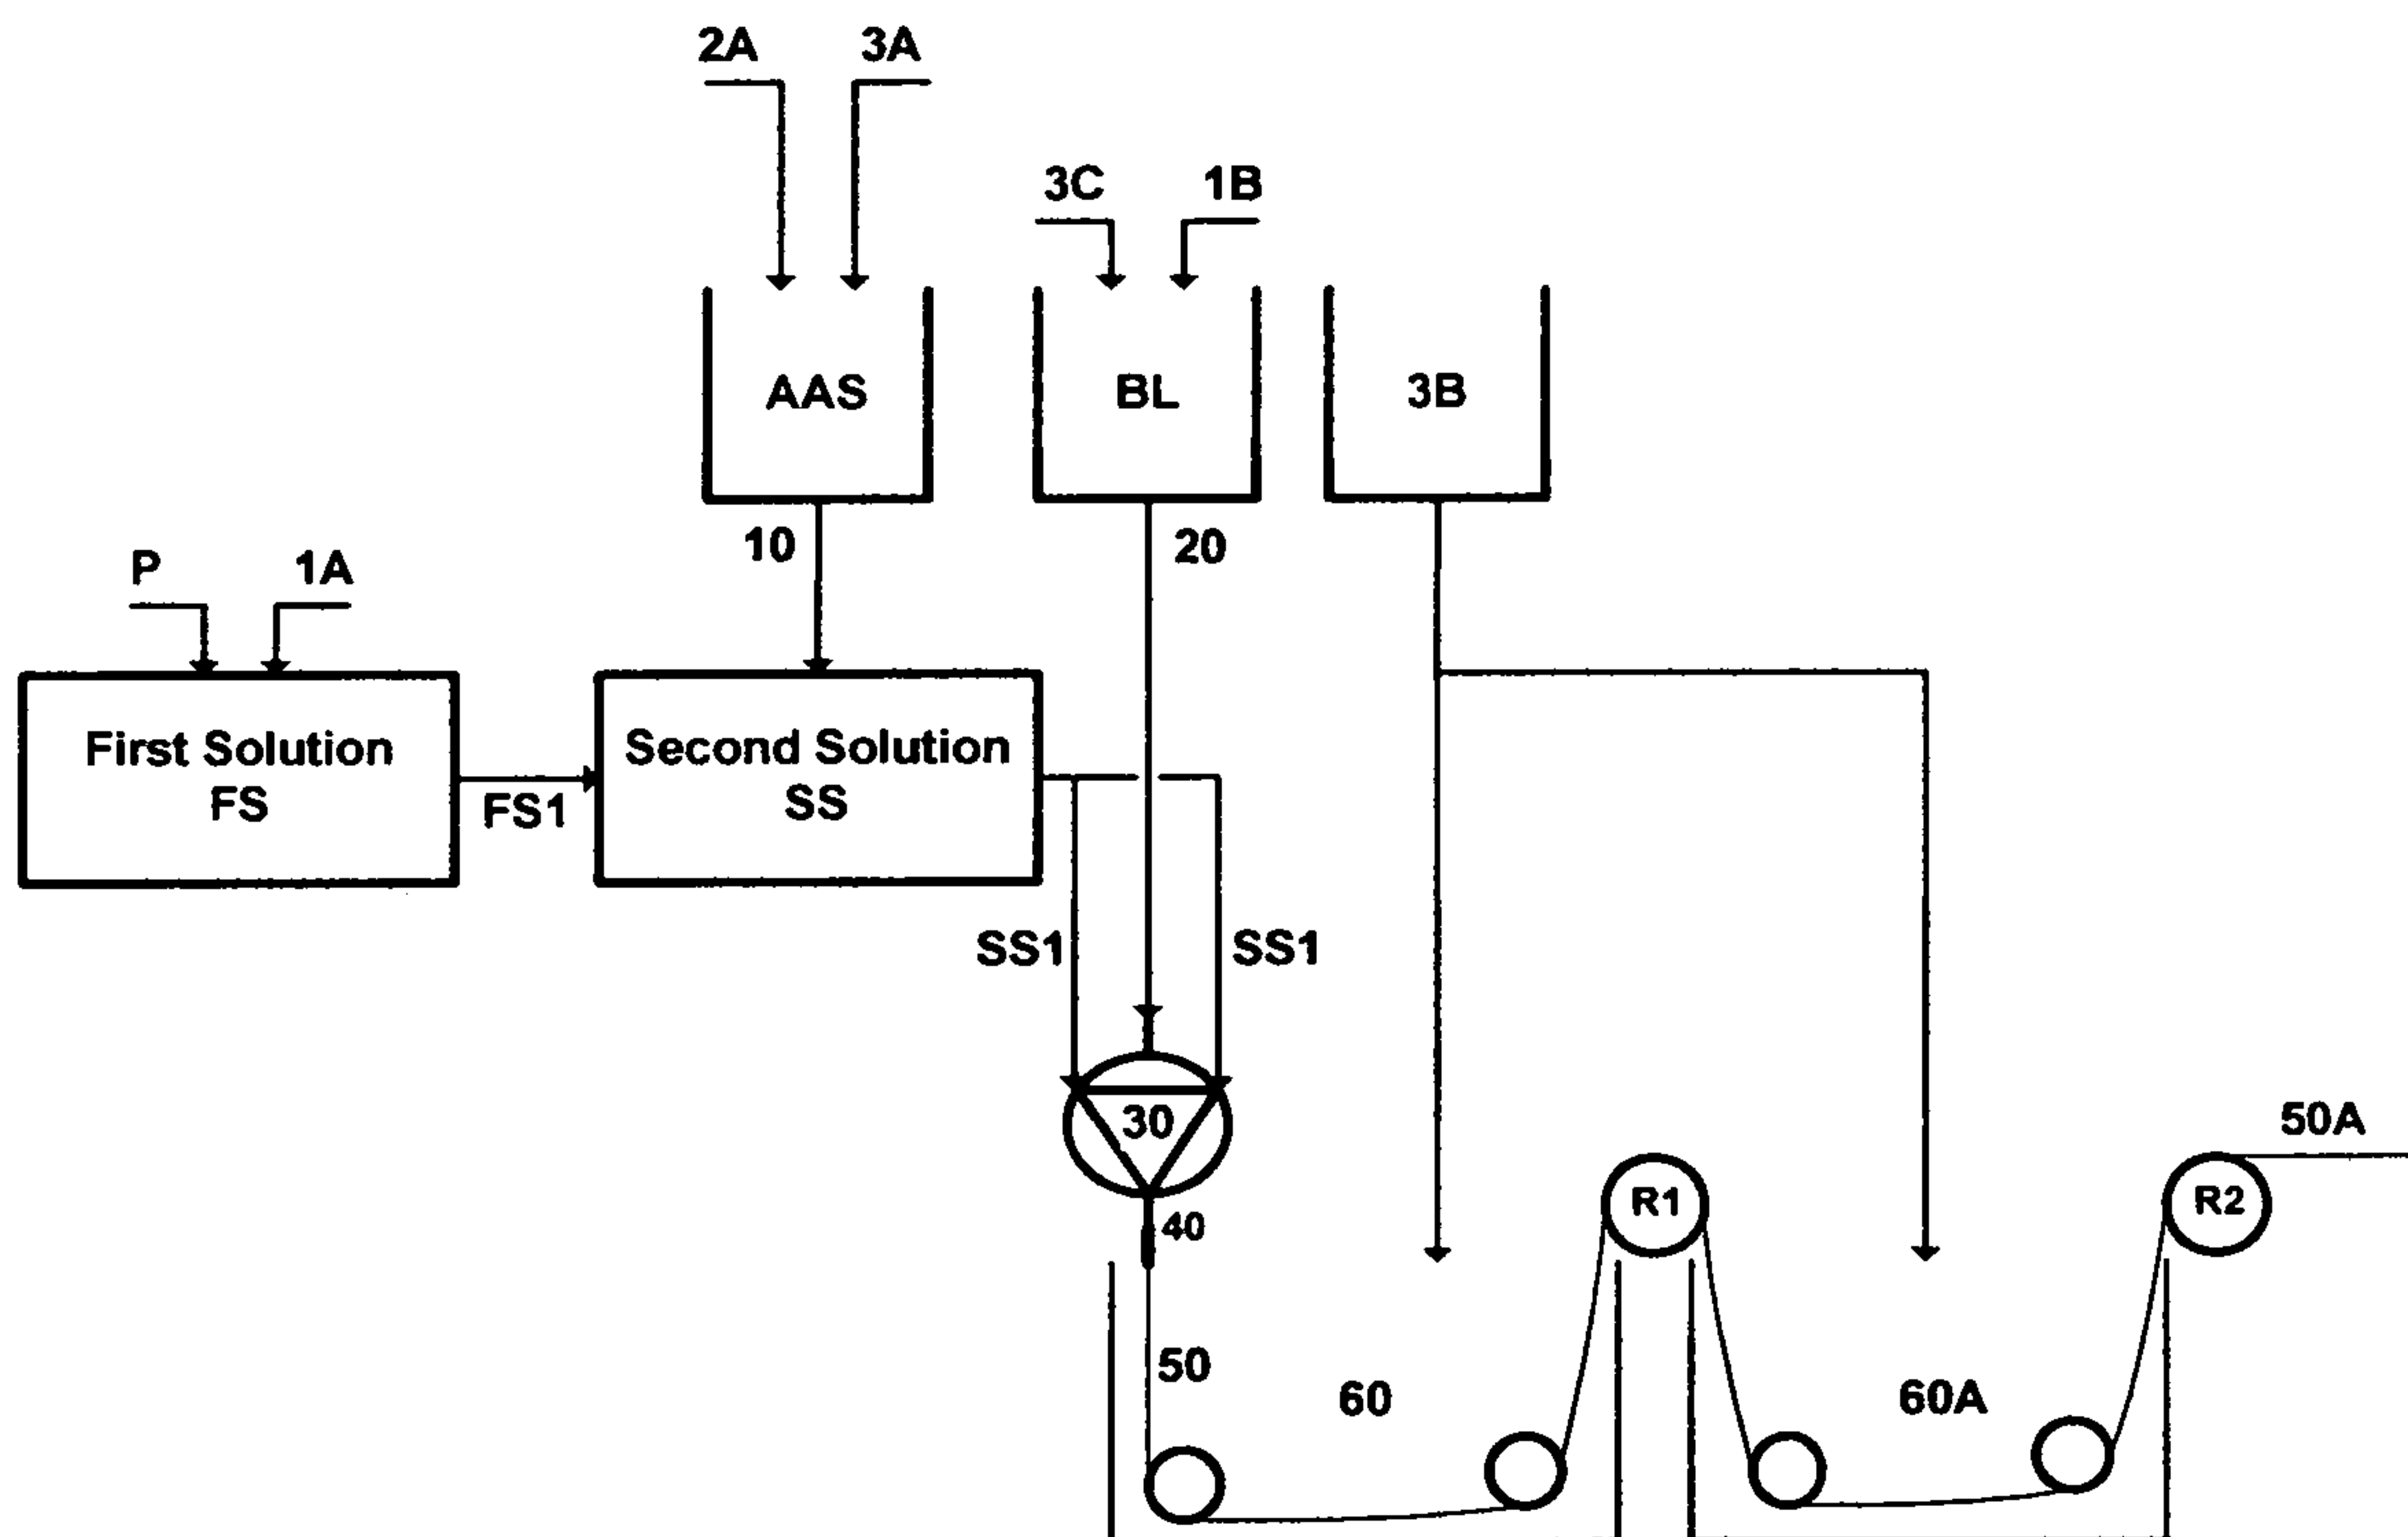 2A
3A
3C
1B
AAS
BL
3B
10
20
P
1A
First Solution
FS
FS1
Second Solution
SS
SS1
SS1
30
40
50A
R1
R2
50
60
60A